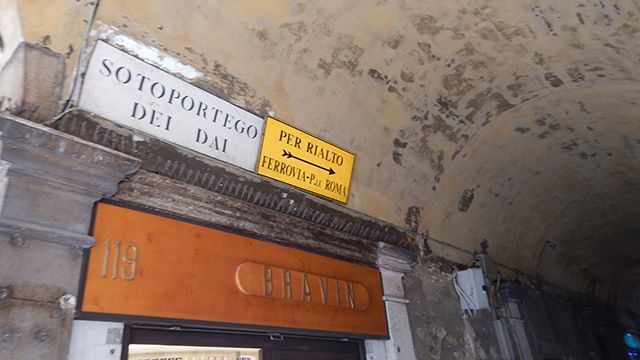 SOTOPORTEGO
DEI DAI
PER RIALTO
FERROVIA-P.LE ROMA
119
BRAVIN